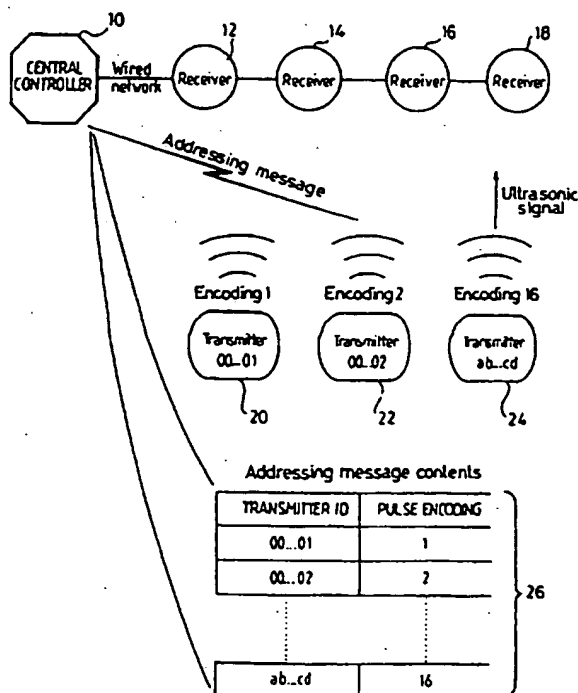 10
12
14
16
18
CENTRAL
CONTROLLER
Wired
network
Receiver
Receiver
Receiver
Receiver
Addressing message
Ultrasonic
signal
Encoding 1
Encoding 2
Encoding 16
Transmitter
00...01
Transmitter
00...02
Transmitter
ab...cd
20
22
24
Addressing message contents
TRANSMITTER ID
PULSE ENCODING
00...01
1
00...02
2
26
ab...cd
16